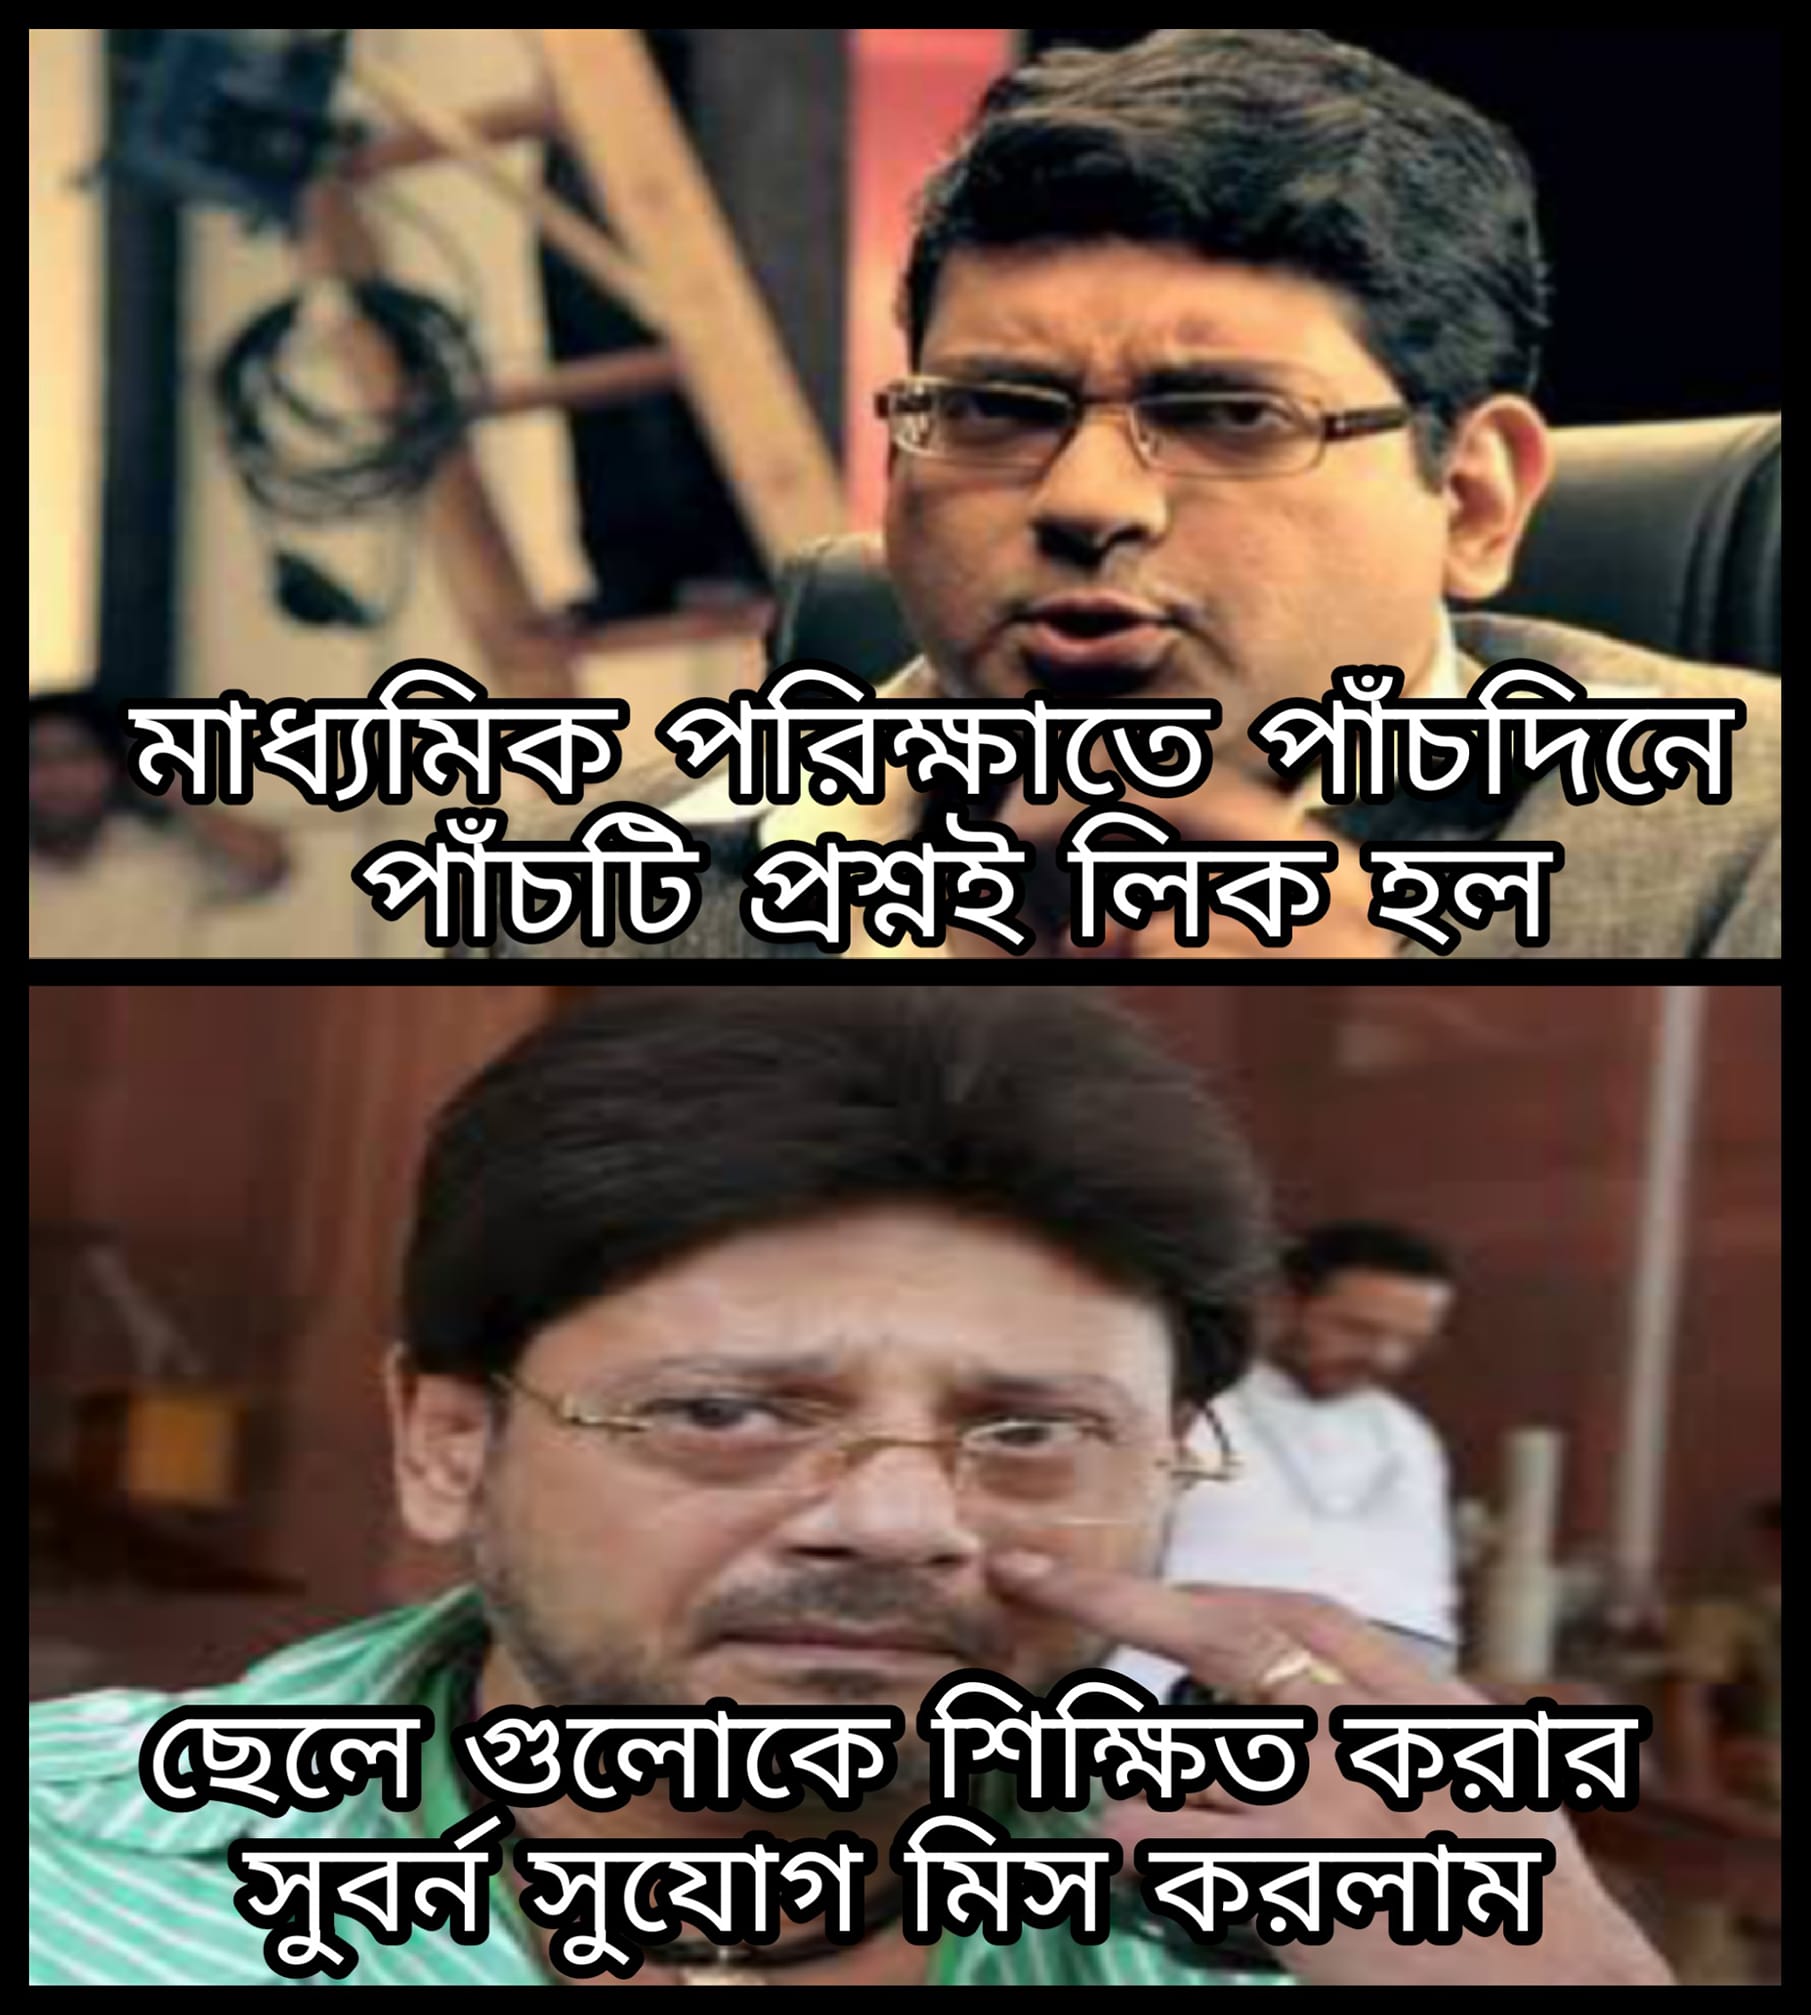 মাধ্যমিক পরিক্ষাতে পাঁচদিনে
পাঁচটি প্রশ্নই লিক হল
ছেলে গুলোকে শিক্ষিত করার
সুবর্ন সুযোগ মিস করলাম